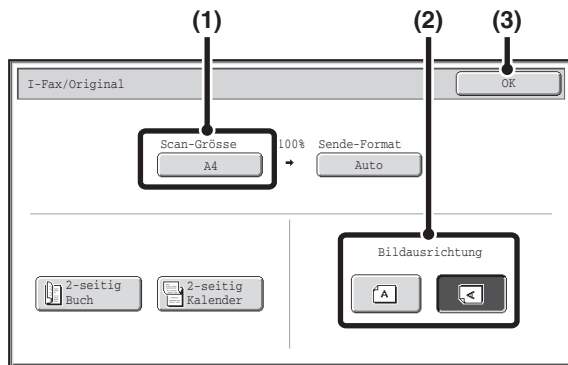 (1) (2) (3)
I-Fax/Original OK
Scan-Grösse 100% Sende-Format
A4 Auto
Bildausrichtung
2-seitig
Buch
2-seitig
Kalender
A A